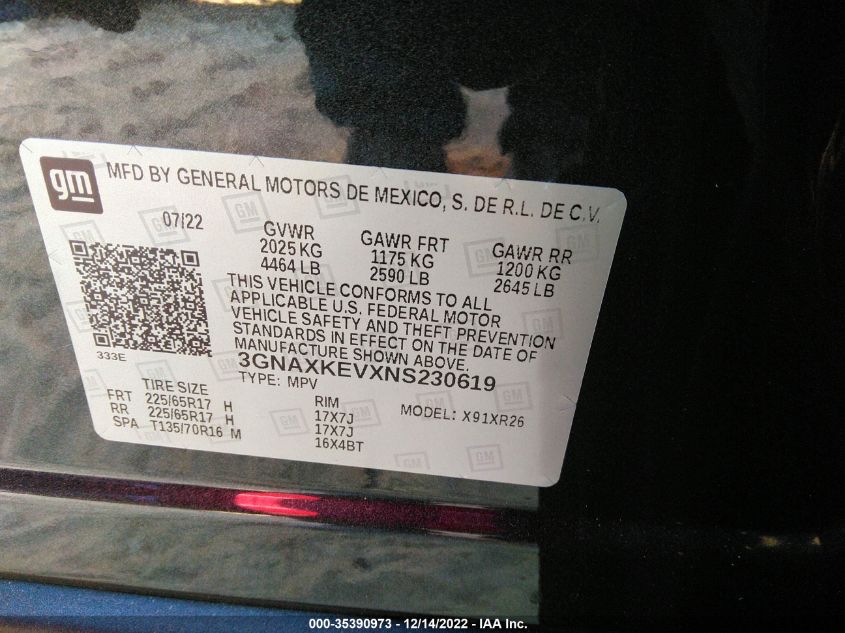 gm
MFD BY GENERAL MOTORS DE MEXICO, S. DE R.L. DE C.V.
07/22
GVWR GAWR FRT GAWR RR
2025 KG 1175 KG 1200 KG
4464 LB 2590 LB 2645 LB
THIS VEHICLE CONFORMS TO ALL
APPLICABLE U.S. FEDERAL MOTOR
VEHICLE SAFETY AND THEFT PREVENTION
STANDARDS IN EFFECT ON THE DATE OF
MANUFACTURE SHOWN ABOVE.
333E
3GNAXKEVXNS230619
TYPE: MPV
TIRE SIZE RIM MODEL: X91XR26
FRT 225/65R17 H 17X7J
RR 225/65R17 H 17X7J
SPA T135/70R16 M 16X4BT
000-35390973 - 12/14/2022 - IAA Inc.